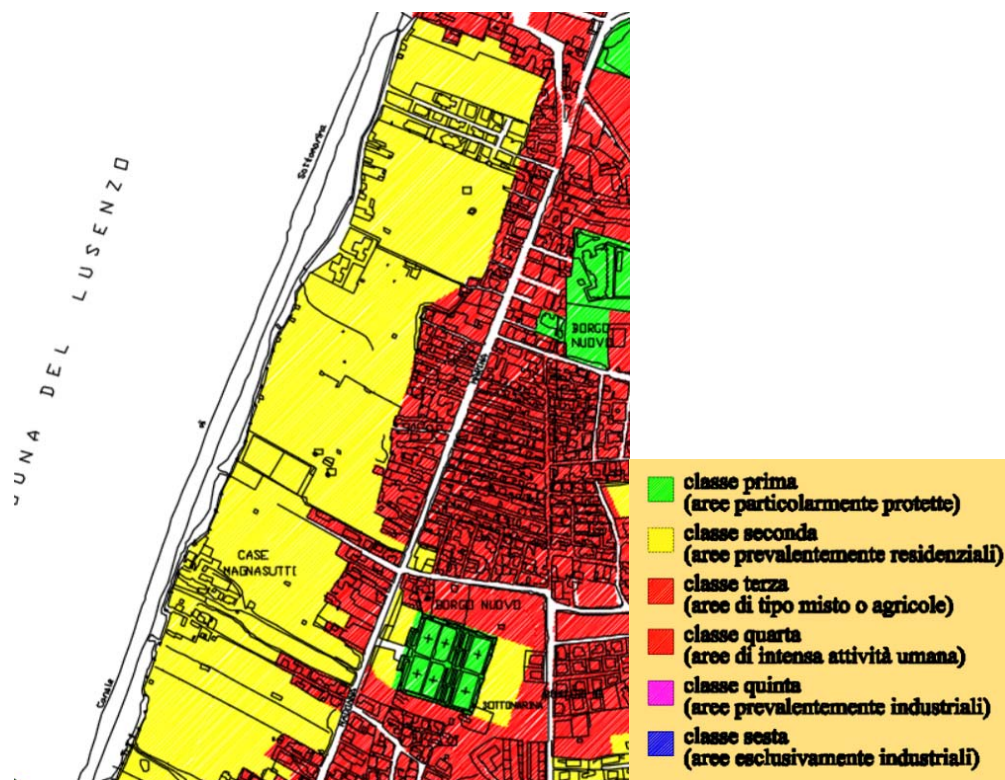 Sottomarina
LAGUNA DEL LUSENZO
BORGO
NUOVO
CASE
MAGNASUTTI
BORGO NUOVO
SOTTOMARINA
Canale
classe prima
(aree particolarmente protette)
classe seconda
(aree prevalentemente residenziali)
classe terza
(aree di tipo misto o agricole)
classe quarta
(aree di intensa attività umana)
classe quinta
(aree prevalentemente industriali)
classe sesta
(aree esclusivamente industriali)